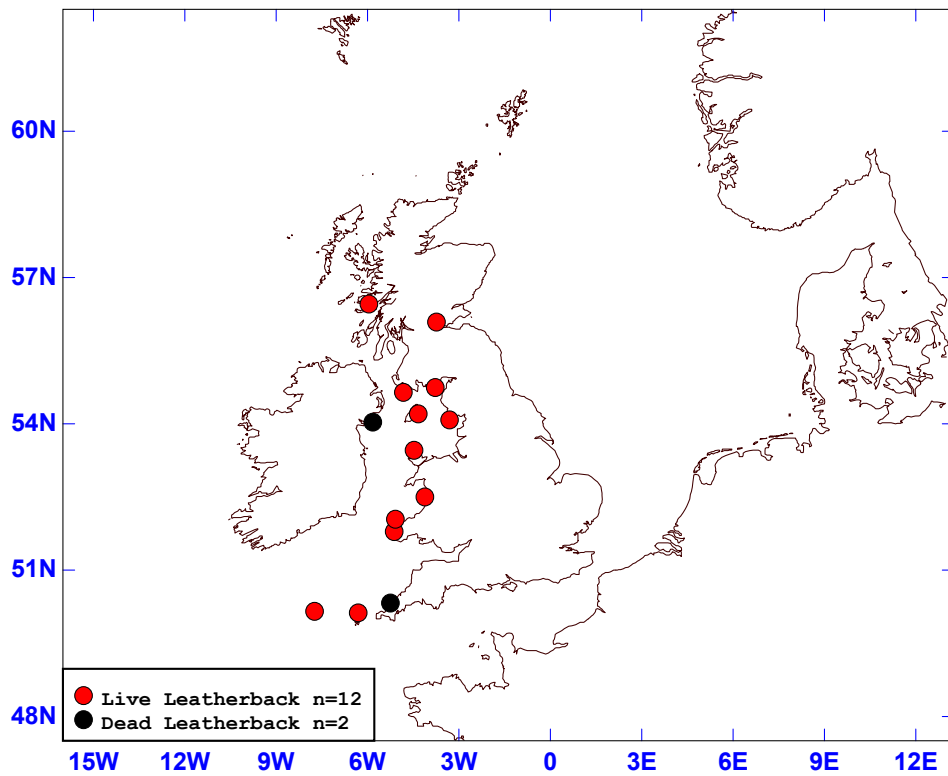 60N
57N
54N
51N
48N
Live Leatherback n=12
Dead Leatherback n=2
15W 12W 9W 6W 3W 0 3E 6E 9E 12E